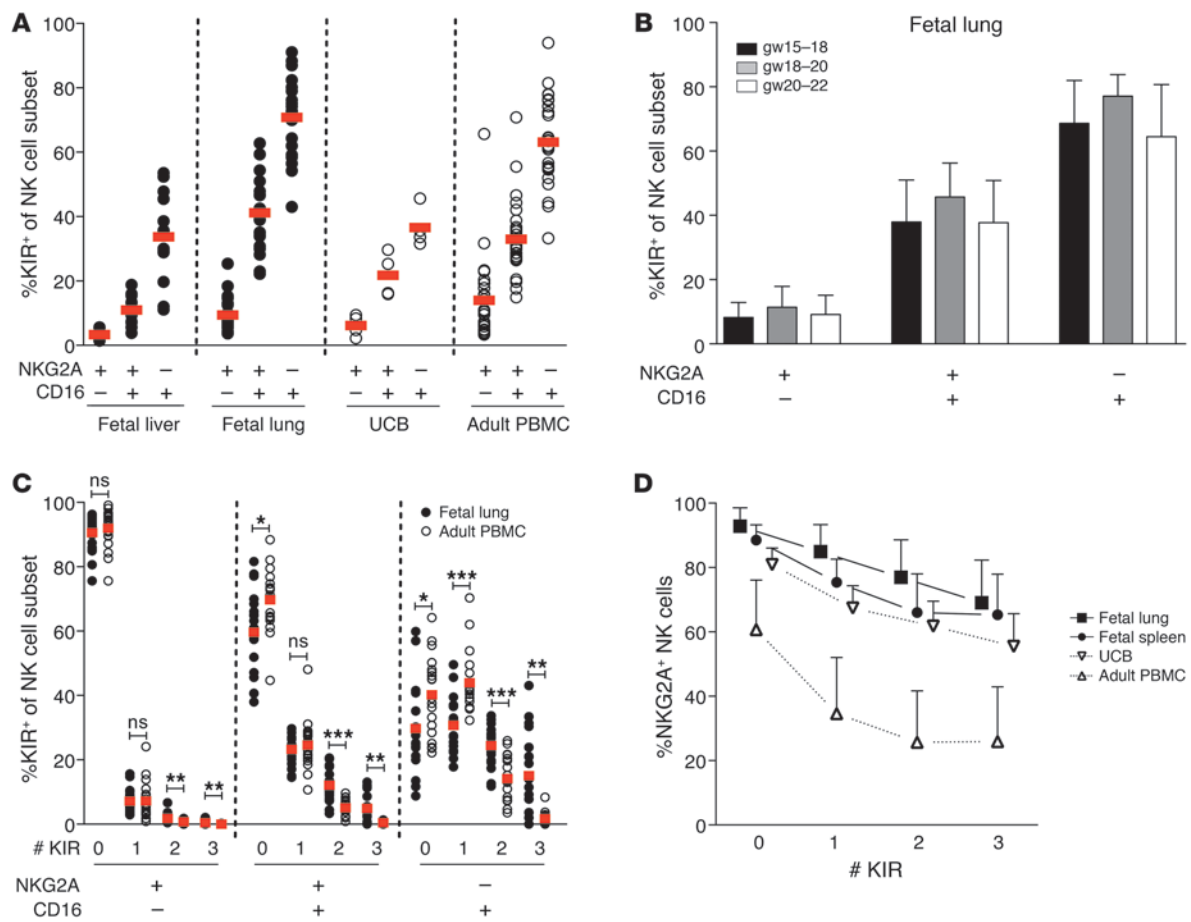 A
%KIR+ of NK cell subset
100
80
60
40
20
0
NKG2A + + − + + − + + − + + −
CD16 − + + − + + − + + − + +
Fetal liver Fetal lung UCB Adult PBMC
B
Fetal lung
%KIR+ of NK cell subset
100
80
60
40
20
0
gw15–18
gw18–20
gw20–22
NKG2A + + −
CD16 − + +
C
%KIR+ of NK cell subset
100
80
60
40
20
0
Fetal lung
Adult PBMC
ns ns ** **
* ns *** **
* *** *** **
# KIR 0 1 2 3 0 1 2 3 0 1 2 3
NKG2A + + −
CD16 − + +
D
%NKG2A+ NK cells
100
80
60
40
20
0
Fetal lung
Fetal spleen
UCB
Adult PBMC
0 1 2 3
# KIR